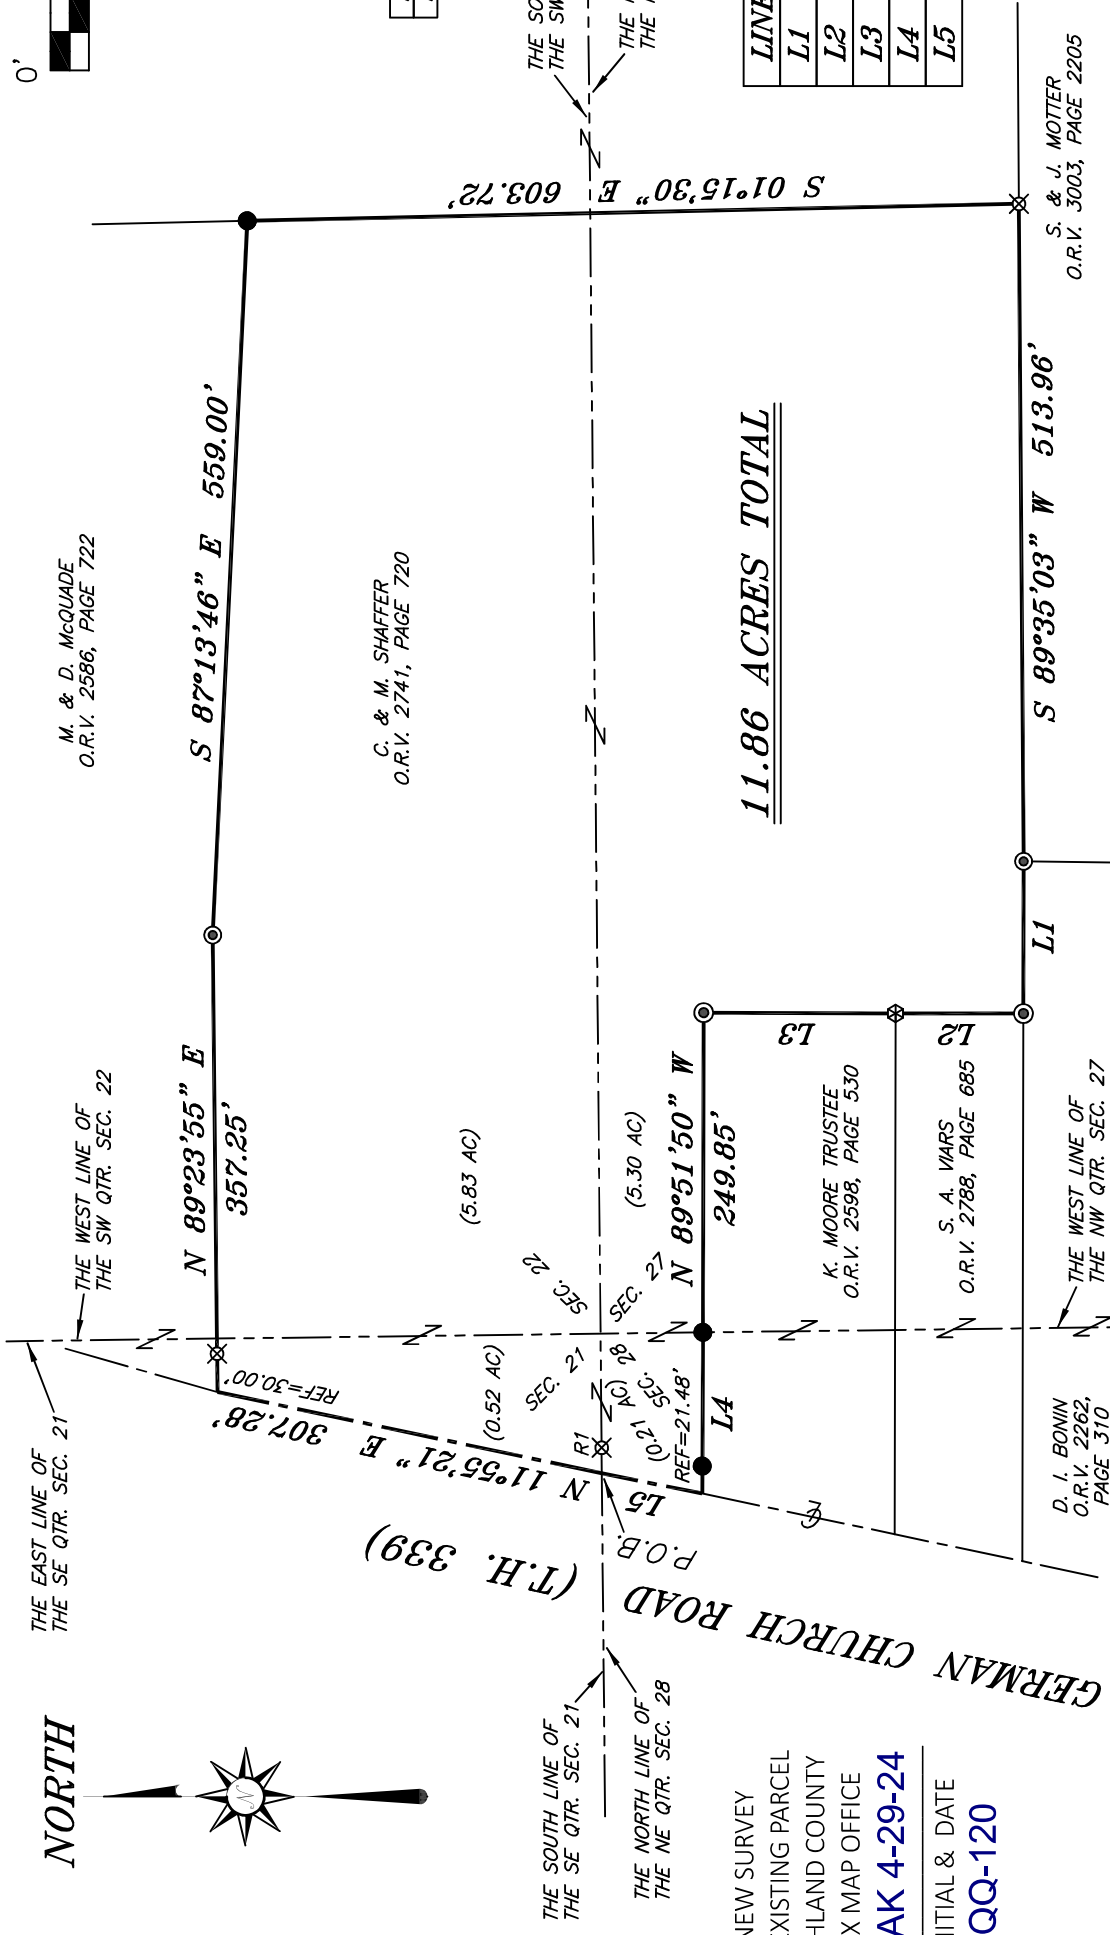 NORTH
THE EAST LINE OF
THE SE QTR. SEC. 21
THE WEST LINE OF
THE SW QTR. SEC. 22
M. & D. McQUADE
O.R.V. 2586, PAGE 722
0'
N 89°23'55" E
357.25'
S 87°13'46" E 559.00'
REF=30.00'
307.28'
N 11°55'21" E
C. & M. SHAFFER
O.R.V. 2741, PAGE 720
(5.83 AC)
(0.52 AC)
SEC. 21
SEC. 22
SEC. 27
SEC. 28
(0.21 AC)
(5.30 AC)
R1
S 01°15'30" E 603.72'
THE SOUTH LINE OF
THE SE QTR. SEC. 21
THE NORTH LINE OF
THE NE QTR. SEC. 28
THE SW
THE
THE
P.O.B.
L5
REF=21.48'
L4
N 89°51'50" W
249.85'
11.86 ACRES TOTAL
L3
L2
L1
K. MOORE TRUSTEE
O.R.V. 2598, PAGE 530
S. A. VIARS
O.R.V. 2788, PAGE 685
S 89°35'03" W 513.96'
S. & J. MOTTER
O.R.V. 3003, PAGE 2205
THE WEST LINE OF
THE NW QTR. SEC. 27
D. I. BONIN
O.R.V. 2262,
PAGE 310
GERMAN CHURCH ROAD (T.H. 339)
LINE
L1
L2
L3
L4
L5
NEW SURVEY
EXISTING PARCEL
HLAND COUNTY
X MAP OFFICE
AK 4-29-24
INITIAL & DATE
QQ-120